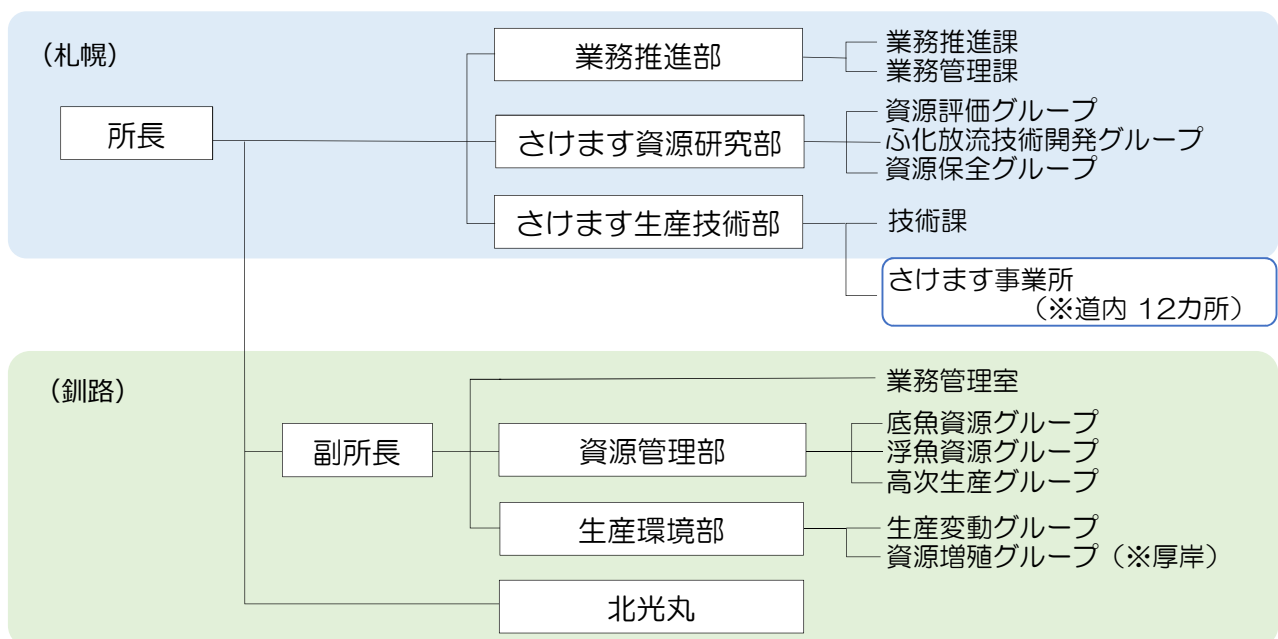 （札幌）
所長
業務推進部
業務推進課
業務管理課
さけます資源研究部
資源評価グループ
ふ化放流技術開発グループ
資源保全グループ
さけます生産技術部
技術課
さけます事業所
（※道内 12カ所）
（釧路）
副所長
業務管理室
資源管理部
底魚資源グループ
浮魚資源グループ
高次生産グループ
生産環境部
生産変動グループ
資源増殖グループ（※厚岸）
北光丸